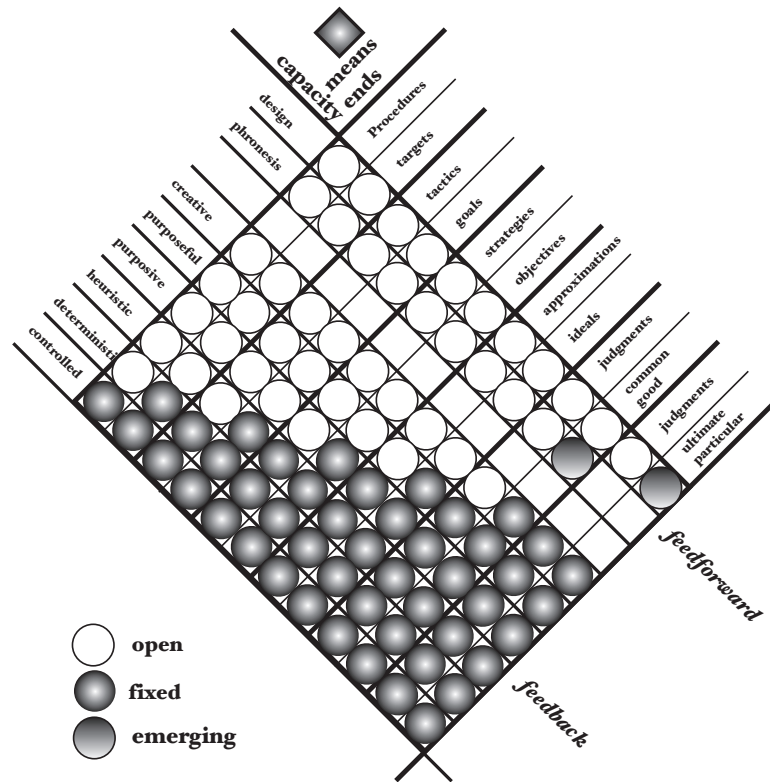 means
ends
capacity
design
phronesis
creative
purposeful
purposive
heuristic
deterministi
controlled
Procedures
targets
tactics
goals
strategies
objectives
approximations
ideals
judgments
common
good
judgments
ultimate
particular
feedforward
feedback
open
fixed
emerging